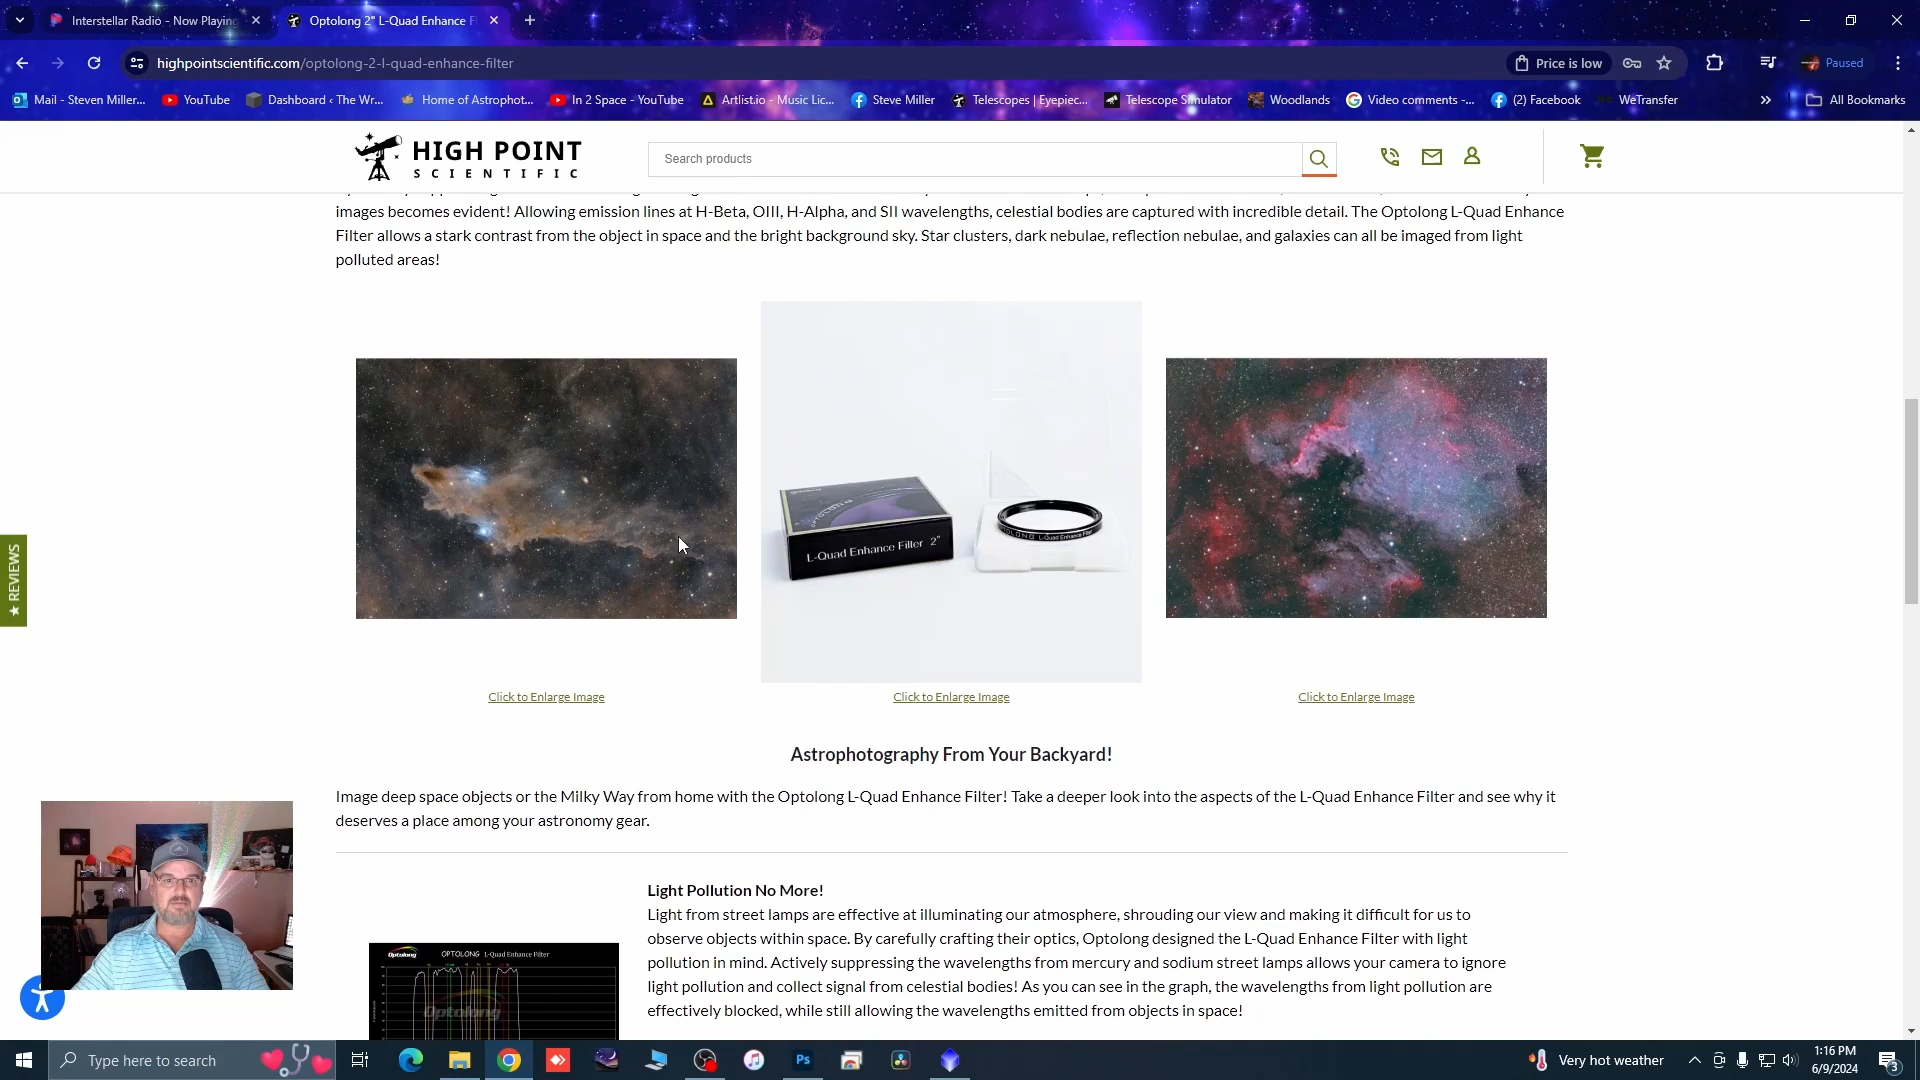 Interstellar Radio - Now Playing
Optolong 2" L-Quad Enhance F
highpointscientific.com/optolong-2-l-quad-enhance-filter
Price is low
Paused
Mail - Steven Miller...
YouTube
Dashboard ‹ The Wr...
Home of Astrophot...
In 2 Space - YouTube
Artlist.io - Music Lic...
Steve Miller
Telescopes | Eyepiec...
Telescope Simulator
Woodlands
Video comments -...
(2) Facebook
WeTransfer
All Bookmarks
HIGH POINT
SCIENTIFIC
Search products
images becomes evident! Allowing emission lines at H-Beta, OIII, H-Alpha, and SII wavelengths, celestial bodies are captured with incredible detail. The Optolong L-Quad Enhance
Filter allows a stark contrast from the object in space and the bright background sky. Star clusters, dark nebulae, reflection nebulae, and galaxies can all be imaged from light
polluted areas!
L-Quad Enhance Filter 2"
L-Quad Enhance Filter
★ REVIEWS
Click to Enlarge Image
Click to Enlarge Image
Click to Enlarge Image
Astrophotography From Your Backyard!
Image deep space objects or the Milky Way from home with the Optolong L-Quad Enhance Filter! Take a deeper look into the aspects of the L-Quad Enhance Filter and see why it
deserves a place among your astronomy gear.
Light Pollution No More!
Light from street lamps are effective at illuminating our atmosphere, shrouding our view and making it difficult for us to
observe objects within space. By carefully crafting their optics, Optolong designed the L-Quad Enhance Filter with light
pollution in mind. Actively suppressing the wavelengths from mercury and sodium street lamps allows your camera to ignore
light pollution and collect signal from celestial bodies! As you can see in the graph, the wavelengths from light pollution are
effectively blocked, while still allowing the wavelengths emitted from objects in space!
Optolong
OPTOLONG L-Quad Enhance Filter
Optolong
Type here to search
Ps
Very hot weather
1:16 PM
6/9/2024
3